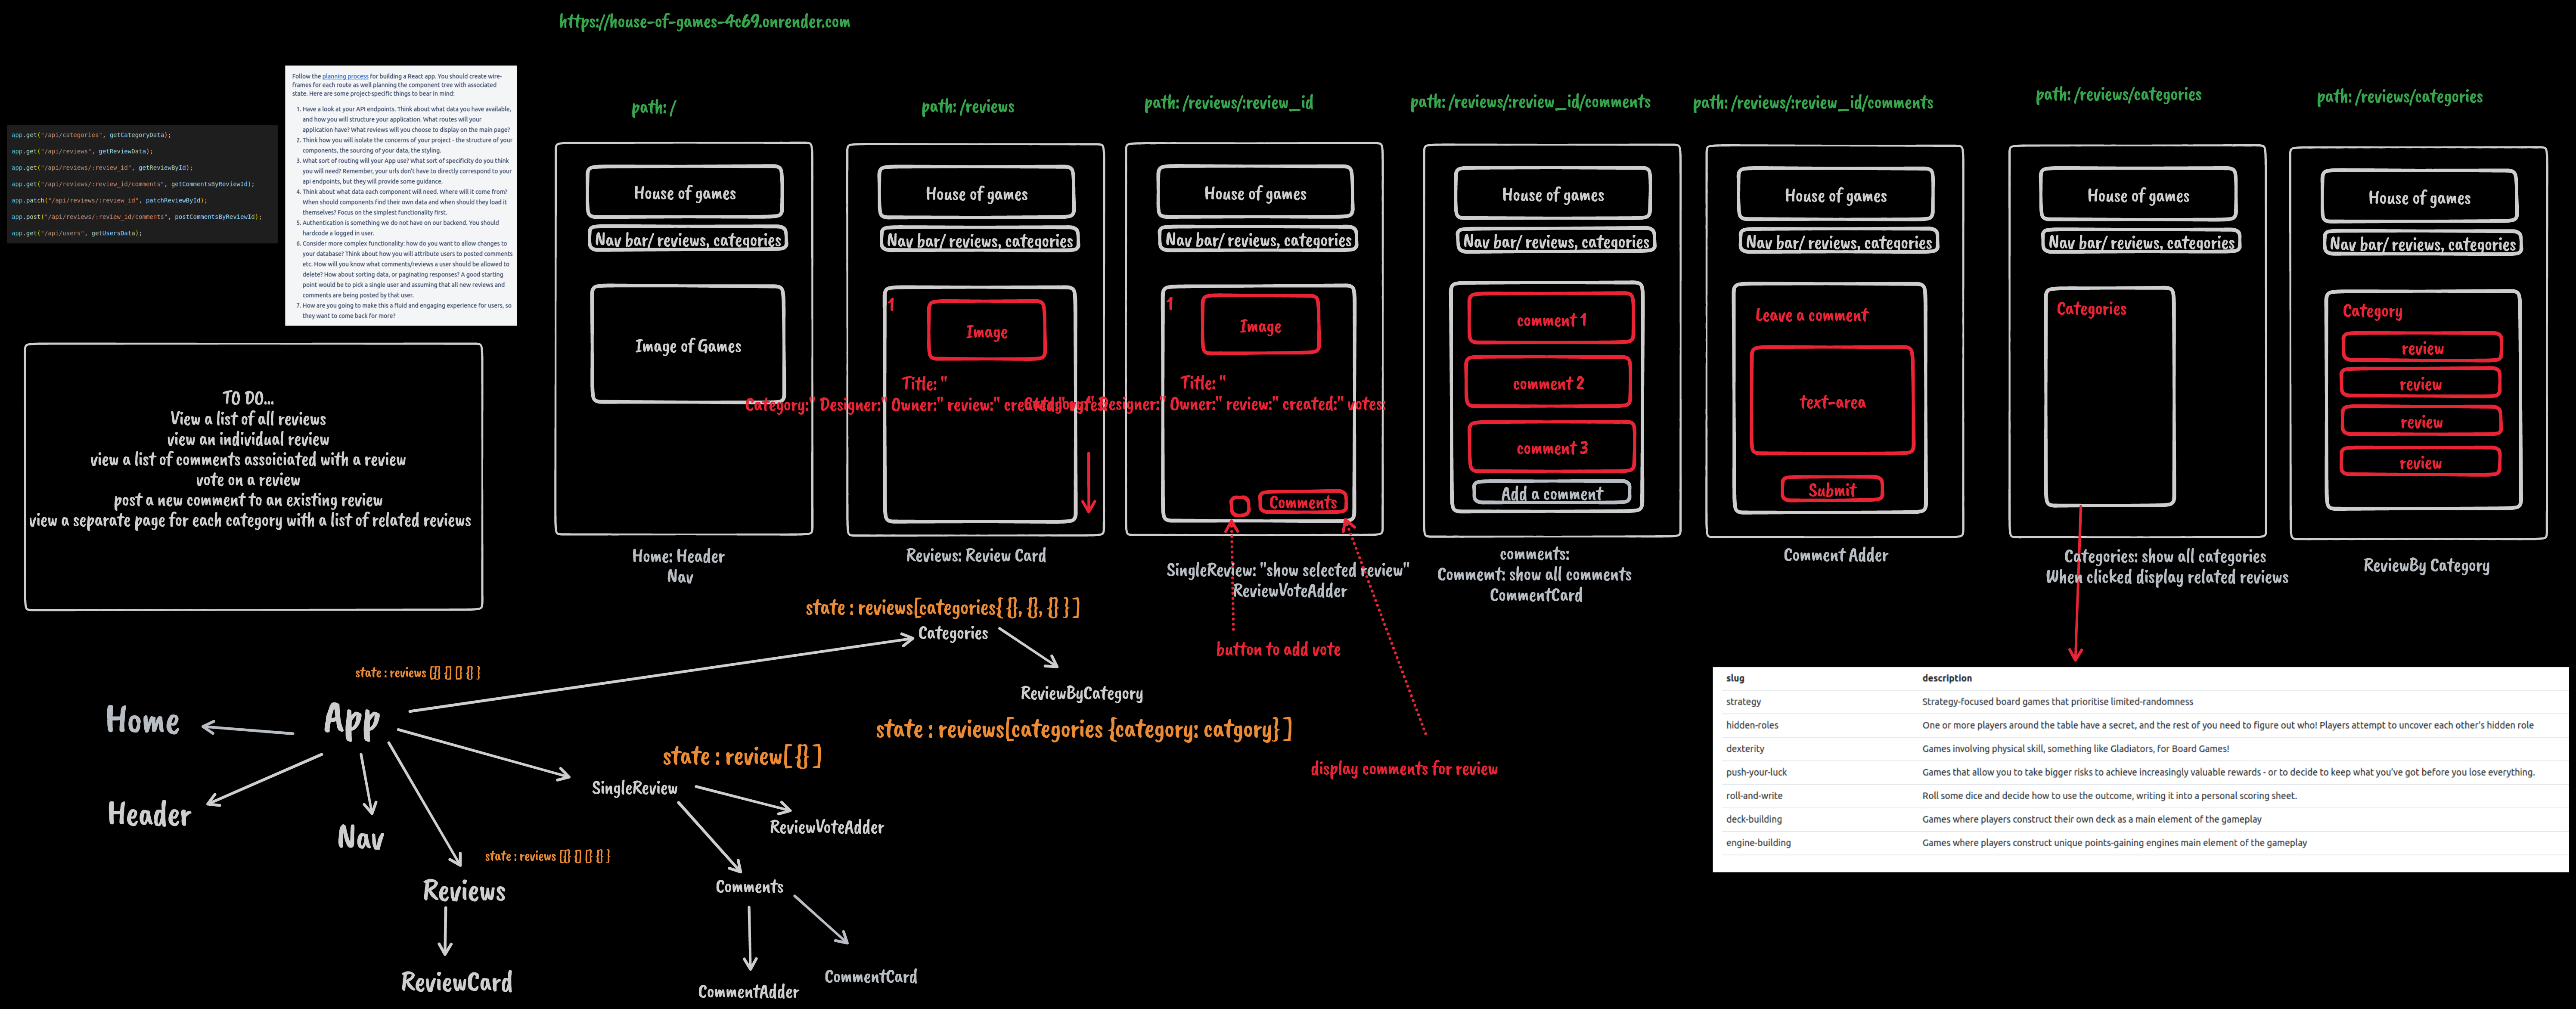 https://house-of-games-4c69.onrender.com
Follow the planning process for building a React app. You should create wire-
frames for each route as well planning the component tree with associated
state. Here are some project-specific things to bear in mind:
1. Have a look at your API endpoints. Think about what data you have available,
and how you will structure your application. What routes will your
application have? What reviews will you choose to display on the main page?
2. Think how you will isolate the concerns of your project - the structure of your
components, the sourcing of your data, the styling.
3. What sort of routing will your App use? What sort of specificity do you think
you will need? Remember, your urls don't have to directly correspond to your
api endpoints, but they will provide some guidance.
4. Think about what data each component will need. Where will it come from?
When should components find their own data and when should they load it
themselves? Focus on the simplest functionality first.
5. Authentication is something we do not have on our backend. You should
hardcode a logged in user.
6. Consider more complex functionality: how do you want to allow changes to
your database? Think about how you will attribute users to posted comments
etc. How will you know what comments/reviews a user should be allowed to
delete? How about sorting data, or paginating responses? A good starting
point would be to pick a single user and assuming that all new reviews and
comments are being posted by that user.
7. How are you going to make this a fluid and engaging experience for users, so
they want to come back for more?
app.get("/api/categories", getCategoryData);
app.get("/api/reviews", getReviewData);
app.get("/api/reviews/:review_id", getReviewById);
app.get("/api/reviews/:review_id/comments", getCommentsByReviewId);
app.patch("/api/reviews/:review_id", patchReviewById);
app.post("/api/reviews/:review_id/comments", postCommentsByReviewId);
app.get("/api/users", getUsersData);
TO DO...
View a list of all reviews
view an individual review
view a list of comments assoiciated with a review
vote on a review
post a new comment to an existing review
view a separate page for each category with a list of related reviews
path: /
House of games
Nav bar/ reviews, categories
Image of Games
Home: Header
Nav
path: /reviews
House of games
Nav bar/ reviews, categories
1
Image
Title: "
Category:" Designer:" Owner:" review:" created:" votes:
Reviews: Review Card
path: /reviews/:review_id
House of games
Nav bar/ reviews, categories
1
Image
Title: "
Category:" Designer:" Owner:" review:" created:" votes:
Comments
SingleReview: "show selected review"
ReviewVoteAdder
button to add vote
display comments for review
path: /reviews/:review_id/comments
House of games
Nav bar/ reviews, categories
comment 1
comment 2
comment 3
Add a comment
comments:
Comment: show all comments
CommentCard
path: /reviews/:review_id/comments
House of games
Nav bar/ reviews, categories
Leave a comment
text-area
Submit
Comment Adder
path: /reviews/categories
House of games
Nav bar/ reviews, categories
Categories
Categories: show all categories
When clicked display related reviews
path: /reviews/categories
House of games
Nav bar/ reviews, categories
Category
review
review
review
review
ReviewBy Category
state : reviews[categories{ {}, {}, {} } ]
Categories
ReviewByCategory
state : reviews[categories {category: catgory} ]
state : reviews [{} {} {} {} ]
Home
App
Header
Nav
state : review[ {} ]
SingleReview
ReviewVoteAdder
state : reviews [{} {} {} {} ]
Reviews
ReviewCard
Comments
CommentAdder
CommentCard
slug description
strategy Strategy-focused board games that prioritise limited-randomness
hidden-roles One or more players around the table have a secret, and the rest of you need to figure out who! Players attempt to uncover each other's hidden role
dexterity Games involving physical skill, something like Gladiators, for Board Games!
push-your-luck Games that allow you to take bigger risks to achieve increasingly valuable rewards - or to decide to keep what you've got before you lose everything.
roll-and-write Roll some dice and decide how to use the outcome, writing it into a personal scoring sheet.
deck-building Games where players construct their own deck as a main element of the gameplay
engine-building Games where players construct unique points-gaining engines main element of the gameplay